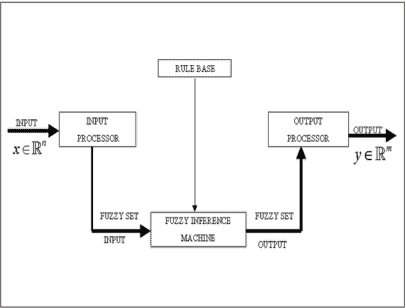 RULE BASE
INPUT
INPUT
PROCESSOR
OUTPUT
PROCESSOR
OUTPUT
x∈ℝⁿ
y∈ℝᵐ
FUZZY SET
INPUT
FUZZY INFERENCE
MACHINE
FUZZY SET
OUTPUT